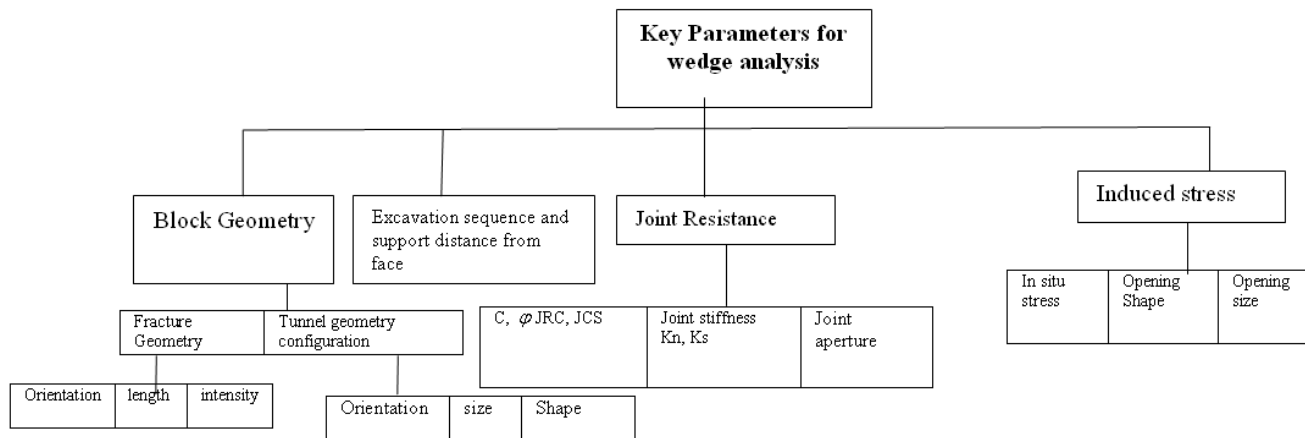 Key Parameters for
wedge analysis
Block Geometry
Excavation sequence and
support distance from
face
Joint Resistance
Induced stress
Fracture
Geometry
Tunnel geometry
configuration
C, φ JRC, JCS
Joint stiffness
Kn, Ks
Joint
aperture
In situ
stress
Opening
Shape
Opening
size
Orientation
length
intensity
Orientation
size
Shape